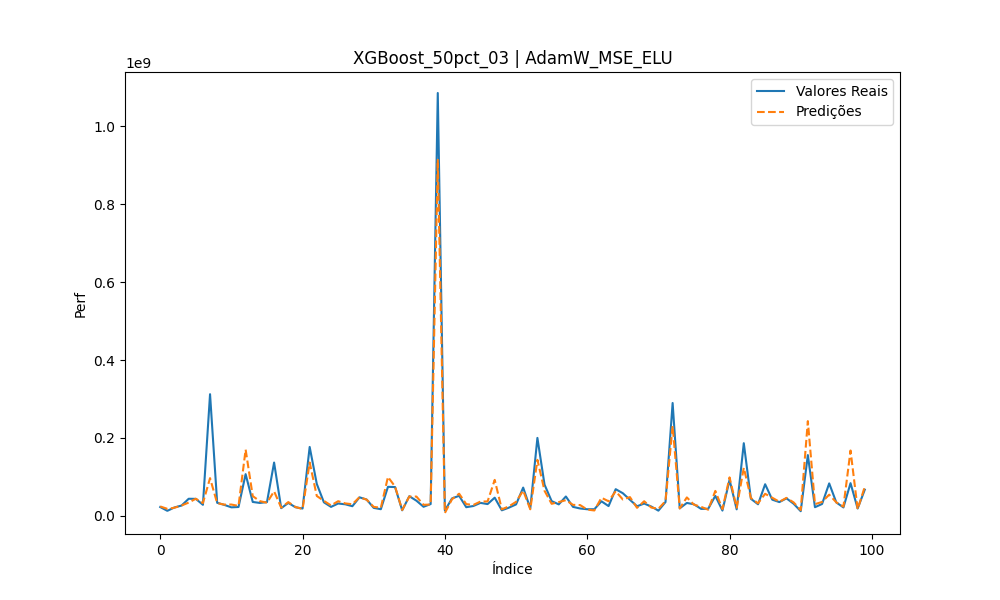 XGBoost_50pct_03 | AdamW_MSE_ELU
1e9
Valores Reais
Predições
1.0
0.8
0.6
0.4
0.2
0.0
Perf
0 20 40 60 80 100
Índice